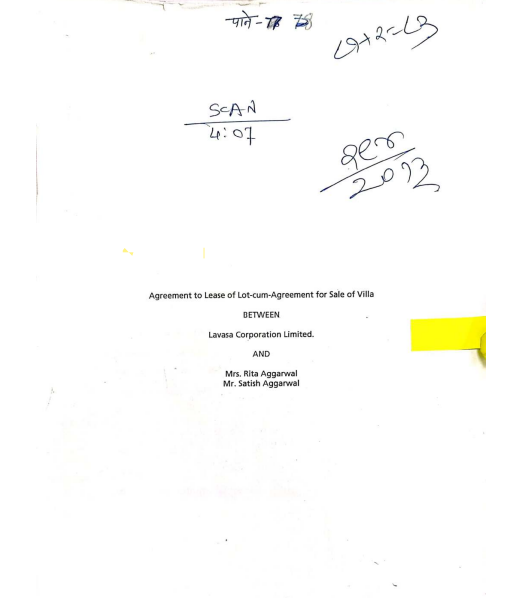 पाने - 78
SCAN
4:07
Agreement to Lease of Lot-cum-Agreement for Sale of Villa
BETWEEN
Lavasa Corporation Limited.
AND
Mrs. Rita Aggarwal
Mr. Satish Aggarwal